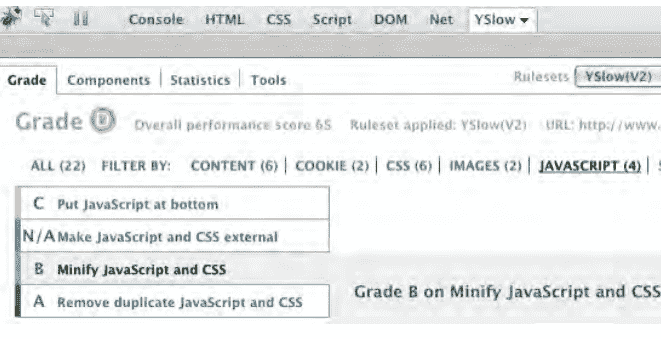 Console HTML CSS Script DOM Net YSlow
Grade Components Statistics Tools Rulesets YSlow(V2)
Grade Overall performance score 65 Ruleset applied: YSlow(V2) URL: http://www.
ALL (22) FILTER BY: CONTENT (6) | COOKIE (2) | CSS (6) | IMAGES (2) | JAVASCRIPT (4) |
C Put JavaScript at bottom
N/A Make JavaScript and CSS external
B Minify JavaScript and CSS
A Remove duplicate JavaScript and CSS
Grade B on Minify JavaScript and CSS